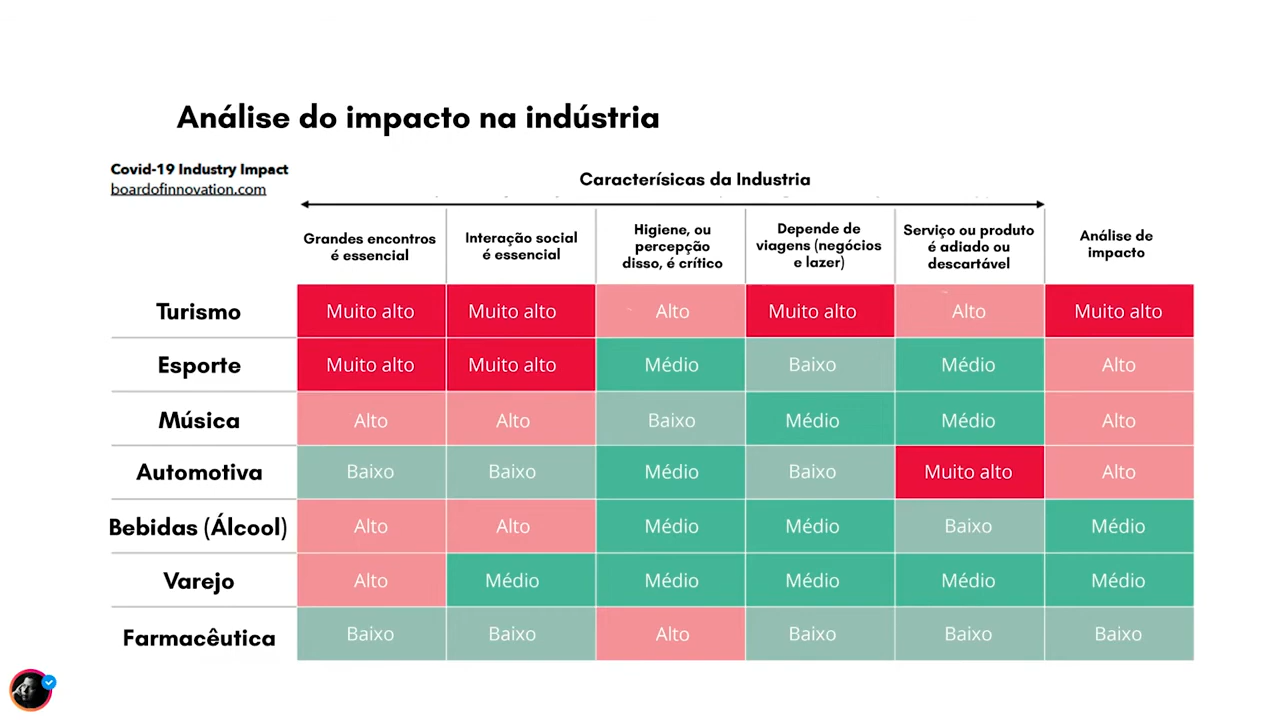 Análise do impacto na indústria
Covid-19 Industry Impact
boardofinnovation.com
Caracterísicas da Industria
Grandes encontros
é essencial
Interação social
é essencial
Higiene, ou
percepção
disso, é crítico
Depende de
viagens (negócios
e lazer)
Serviço ou produto
é adiado ou
descartável
Análise de
impacto
Turismo Muito alto Muito alto Alto Muito alto Alto Muito alto
Esporte Muito alto Muito alto Médio Baixo Médio Alto
Música Alto Alto Baixo Médio Médio Alto
Automotiva Baixo Baixo Médio Baixo Muito alto Alto
Bebidas (Álcool) Alto Alto Médio Médio Baixo Médio
Varejo Alto Médio Médio Médio Médio Médio
Farmacêutica Baixo Baixo Alto Baixo Baixo Baixo